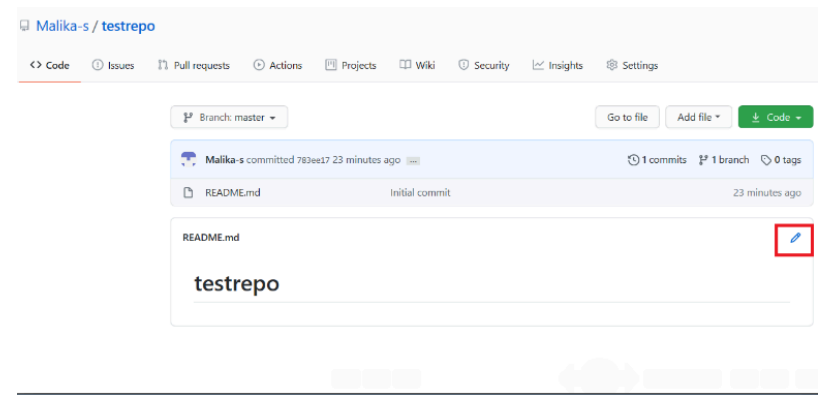 Malika-s / testrepo
<> Code Issues Pull requests Actions Projects Wiki Security Insights Settings
Branch: master Go to file Add file Code
Malika-s committed 783ee17 23 minutes ago ... 1 commits 1 branch 0 tags
README.md Initial commit 23 minutes ago
README.md
testrepo